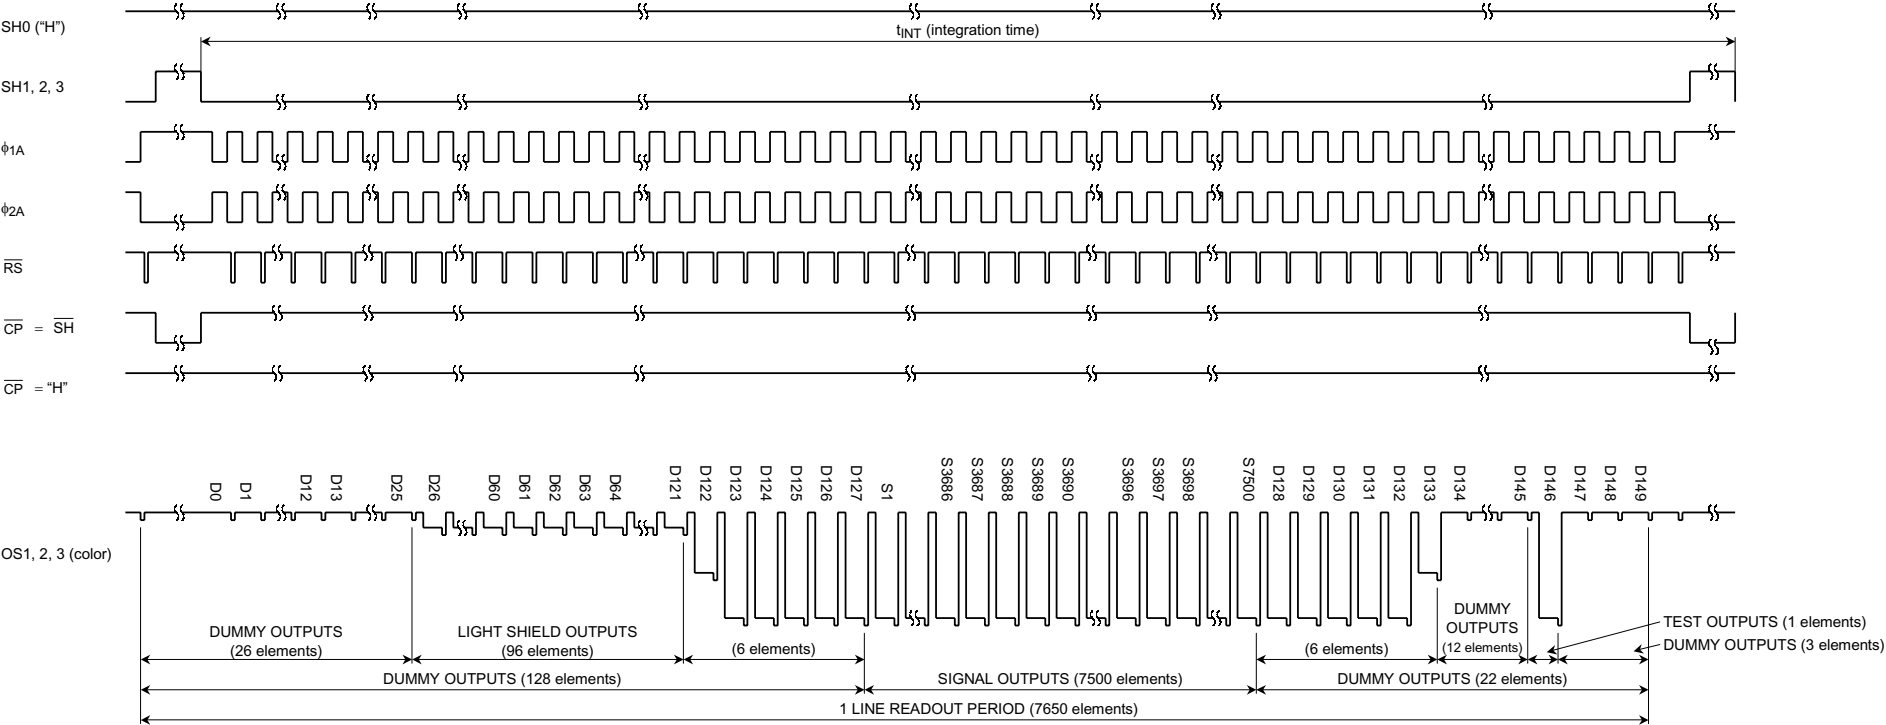 SH0 (“H”)
tINT (integration time)
SH1, 2, 3
ϕ1A
ϕ2A
RS
CP = SH
CP = “H”
D0 D1 D12 D13 D25 D26 D60 D61 D62 D63 D64 D121 D122 D123 D124 D125 D126 D127 S1 S3686 S3687 S3688 S3689 S3690 S3696 S3697 S3698 S7500 D128 D129 D130 D131 D132 D133 D134 D145 D146 D147 D148 D149
OS1, 2, 3 (color)
DUMMY OUTPUTS
(26 elements)
LIGHT SHIELD OUTPUTS
(96 elements)
(6 elements)
(6 elements)
DUMMY
OUTPUTS
(12 elements)
TEST OUTPUTS (1 elements)
DUMMY OUTPUTS (3 elements)
DUMMY OUTPUTS (128 elements)
SIGNAL OUTPUTS (7500 elements)
DUMMY OUTPUTS (22 elements)
1 LINE READOUT PERIOD (7650 elements)